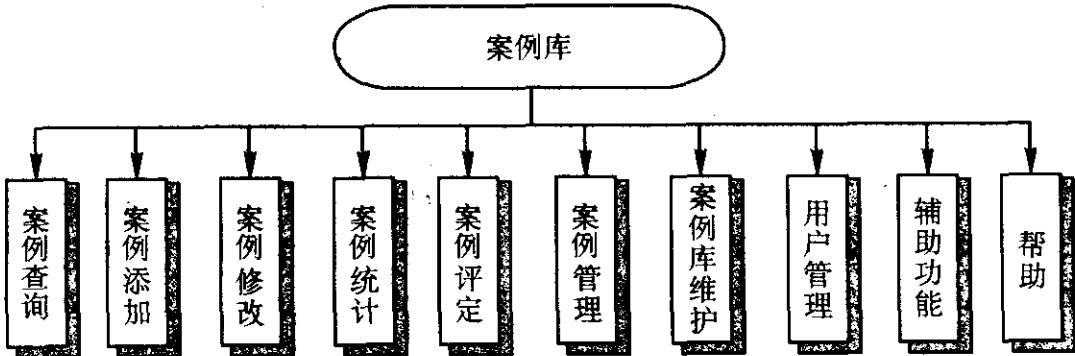 案例库
案例查询
案例添加
案例修改
案例统计
案例评定
案例管理
案例库维护
用户管理
辅助功能
帮助